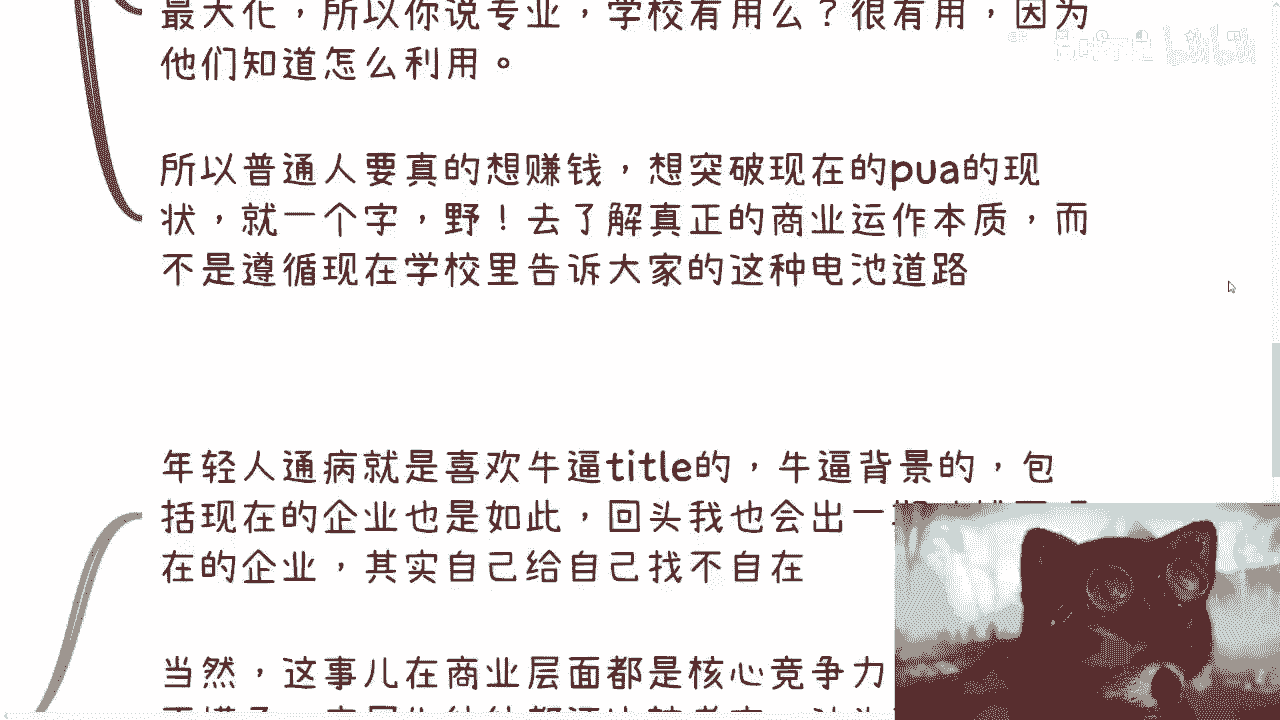 最大化，所以你说专业，学校有用么？很有用，因为
他们知道怎么利用。
所以普通人要真的想赚钱，想突破现在的pua的现
状，就一个字，野！去了解真正的商业运作本质，而
不是遵循现在学校里告诉大家的这种电池道路
年轻人通病就是喜欢牛逼title的，牛逼背景的，包
括现在的企业也是如此，回头我也会出一期
在的企业，其实自己给自己找不自在
当然，这事儿在商业层面都是核心竞争力